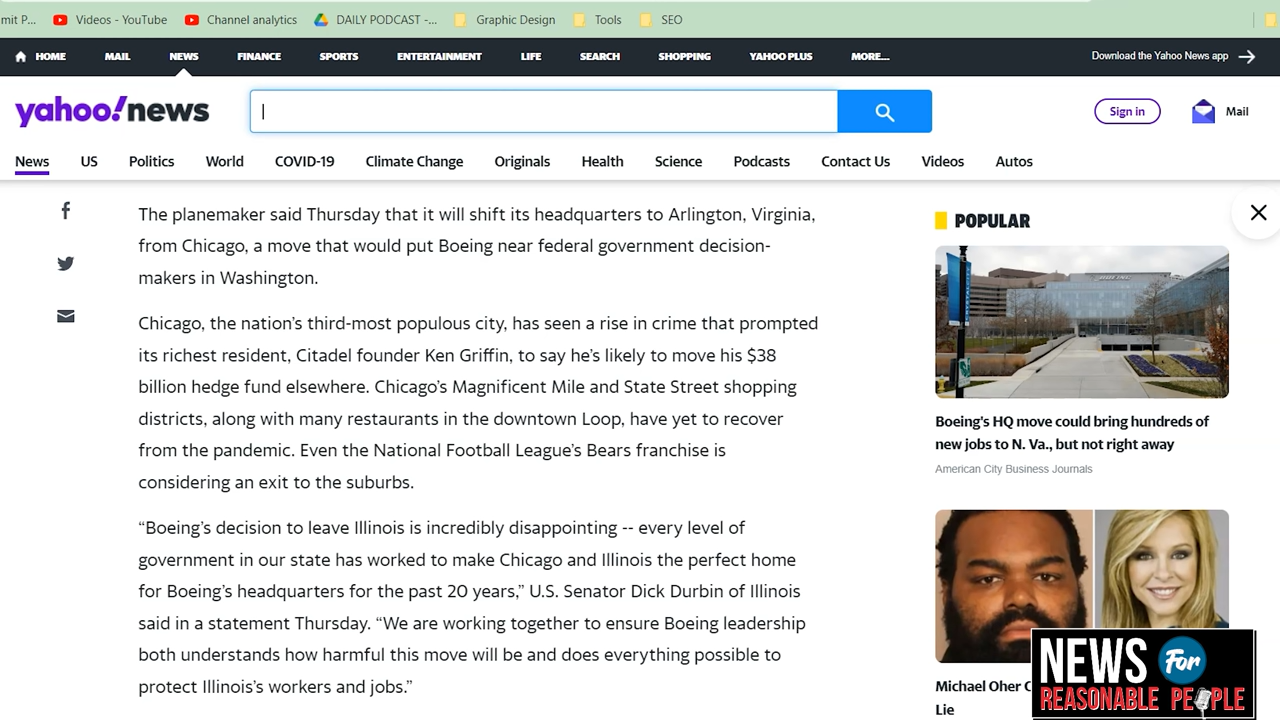 mit P...
Videos - YouTube
Channel analytics
DAILY PODCAST -...
Graphic Design
Tools
SEO
HOME
MAIL
NEWS
FINANCE
SPORTS
ENTERTAINMENT
LIFE
SEARCH
SHOPPING
YAHOO PLUS
MORE...
Download the Yahoo News app
yahoo!news
Sign in
Mail
News
US
Politics
World
COVID-19
Climate Change
Originals
Health
Science
Podcasts
Contact Us
Videos
Autos
The planemaker said Thursday that it will shift its headquarters to Arlington, Virginia,
from Chicago, a move that would put Boeing near federal government decision-
makers in Washington.
Chicago, the nation’s third-most populous city, has seen a rise in crime that prompted
its richest resident, Citadel founder Ken Griffin, to say he’s likely to move his $38
billion hedge fund elsewhere. Chicago’s Magnificent Mile and State Street shopping
districts, along with many restaurants in the downtown Loop, have yet to recover
from the pandemic. Even the National Football League’s Bears franchise is
considering an exit to the suburbs.
“Boeing’s decision to leave Illinois is incredibly disappointing -- every level of
government in our state has worked to make Chicago and Illinois the perfect home
for Boeing’s headquarters for the past 20 years,” U.S. Senator Dick Durbin of Illinois
said in a statement Thursday. “We are working together to ensure Boeing leadership
both understands how harmful this move will be and does everything possible to
protect Illinois’s workers and jobs.”
POPULAR
Boeing's HQ move could bring hundreds of
new jobs to N. Va., but not right away
American City Business Journals
Michael Oher C
Lie
NEWS For
REASONABLE PEOPLE